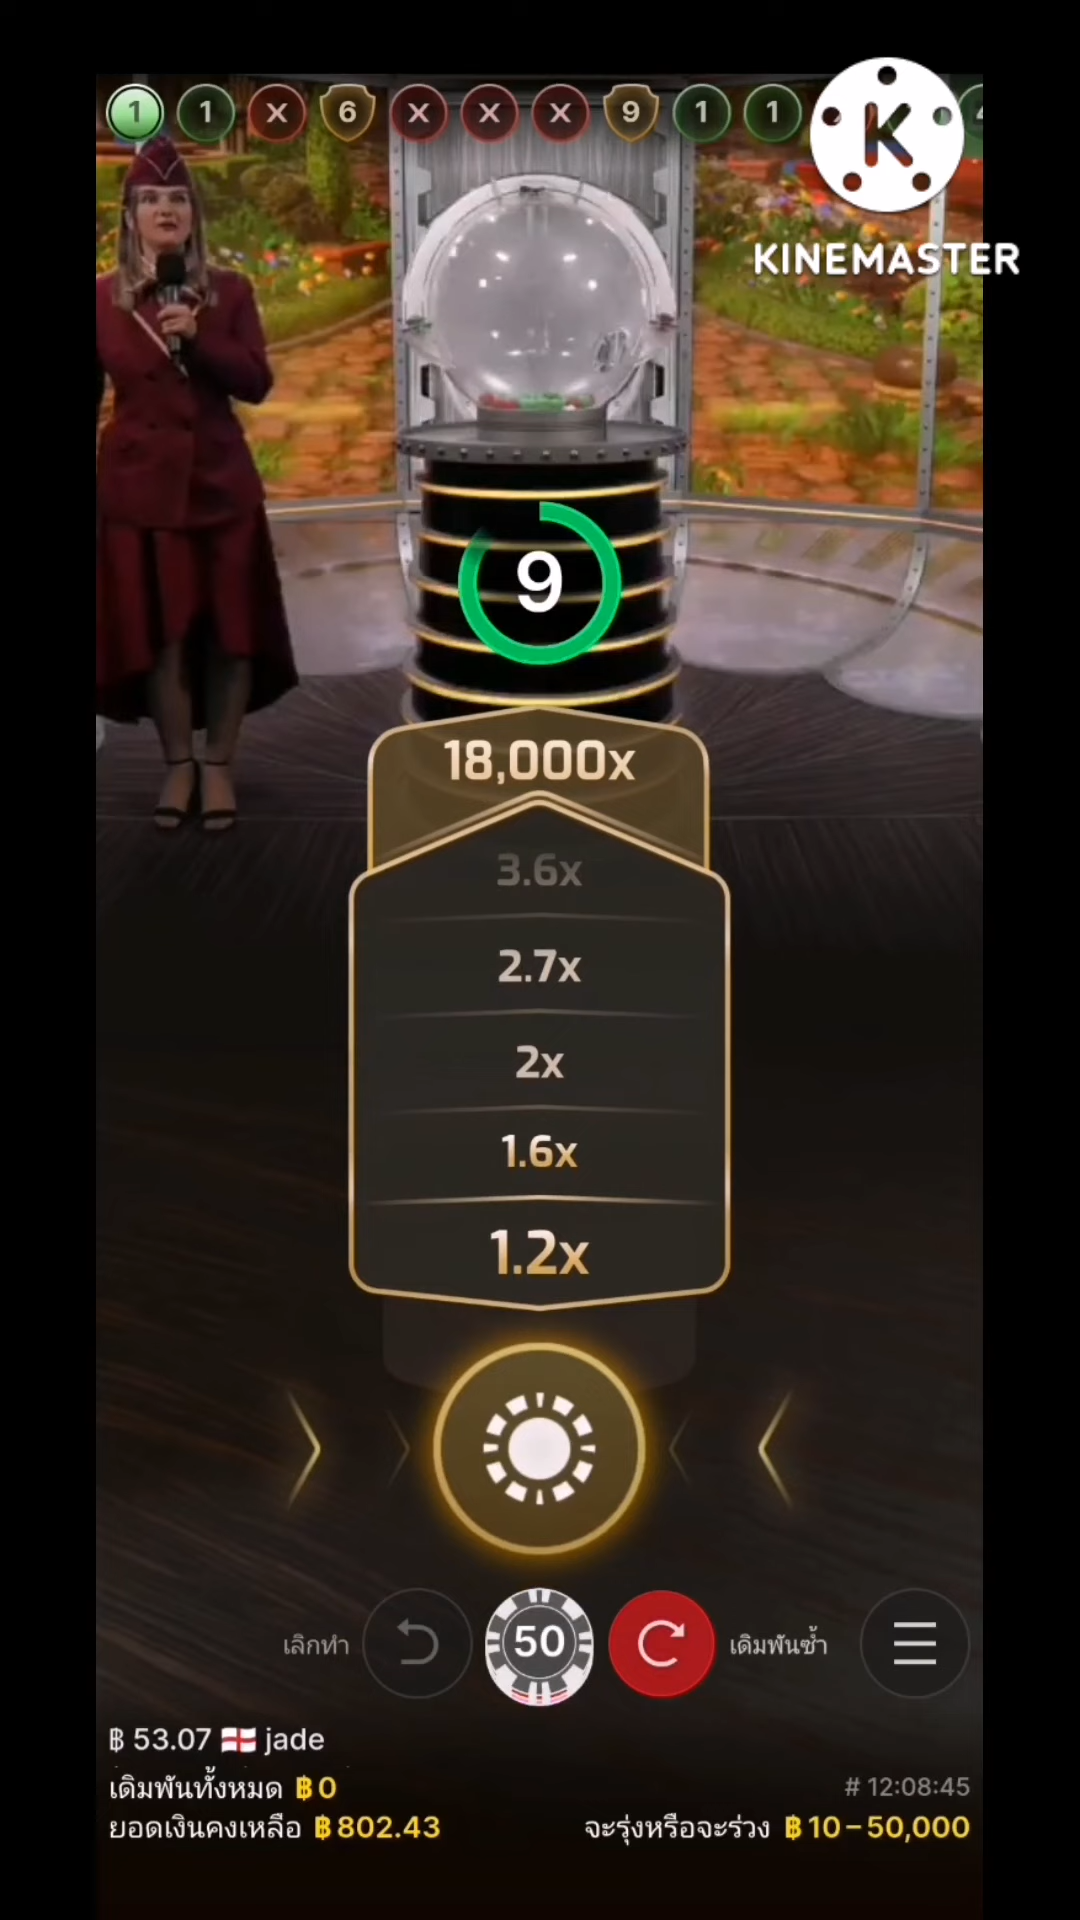 1 1 X 6 X X X 9 1 1
K
KINEMASTER
9
18,000x
3.6x
2.7x
2x
1.6x
1.2x
เลิกทำ 50 เดิมพันซ้ำ
฿ 53.07 🏴󠁧󠁢󠁥󠁮󠁧󠁿 jade
เดิมพันทั้งหมด ฿0 # 12:08:45
ยอดเงินคงเหลือ ฿802.43 จะรุ่งหรือจะร่วง ฿10–50,000